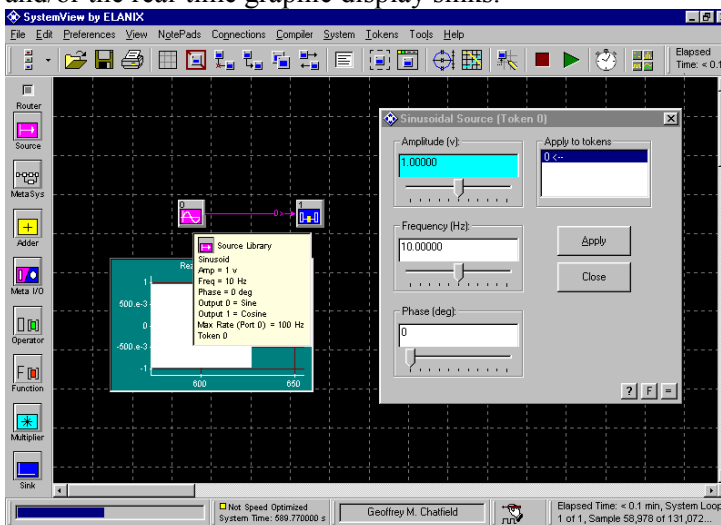 and/or the real time graphic display sinks.
SystemView by ELANIX
File Edit Preferences View NotePads Connections Compiler System Tokens Tools Help
Elapsed
Time: < 0.1
Router
Source
MetaSys
Adder
Meta I/O
Operator
Function
Multiplier
Sink
0
0
1
Source Library
Sinusoid
Amp = 1 v
Freq = 10 Hz
Phase = 0 deg
Output 0 = Sine
Output 1 = Cosine
Max Rate (Port 0) = 100 Hz
Token 0
1
500.e-3
0
-500.e-3
-1
600
650
Sinusoidal Source (Token 0)
Amplitude (v):
1.00000
Apply to tokens
0 <--
Frequency (Hz):
10.00000
Apply
Close
Phase (deg):
0
? F =
Not Speed Optimized
System Time: 589.770000 s
Geoffrey M. Chatfield
Elapsed Time: < 0.1 min, System Loop
1 of 1, Sample 58,978 of 131,072...